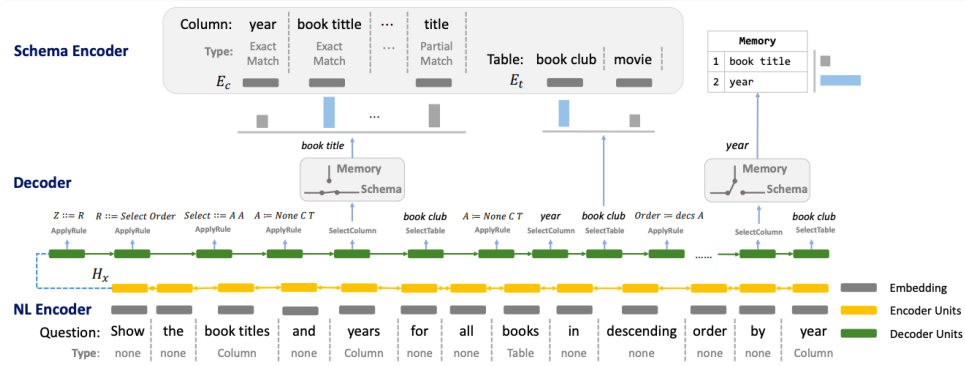 Column: year book tittle ... title
Schema Encoder
Type: Exact Match Exact Match ... Partial Match
Table: book club movie
E_c E_t
Memory
1 book title
2 year
...
book title
year
Memory
Schema
Memory
Schema
Decoder
Z ::= R R ::= Select Order Select ::= A A A ::= None C T book club A ::= None C T year book club Order ≔ decs A book club
ApplyRule ApplyRule ApplyRule ApplyRule SelectColumn SelectTable ApplyRule SelectColumn SelectTable ApplyRule SelectColumn SelectTable
......
H_x
NL Encoder
Embedding
Encoder Units
Decoder Units
Question: Show the book titles and years for all books in descending order by year
Type: none none Column none Column none none Table none none none none Column